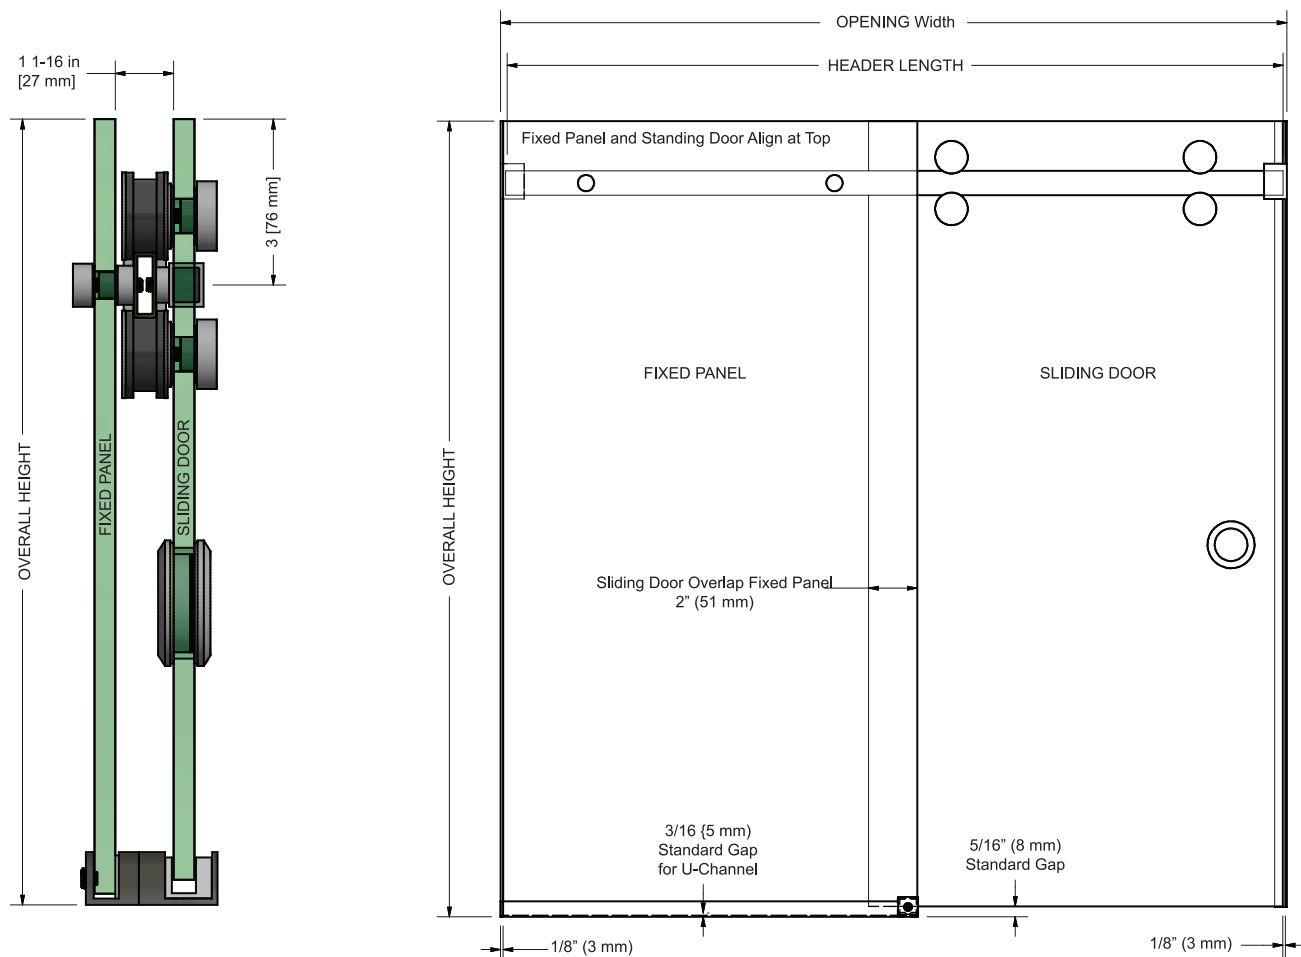 OPENING Width
HEADER LENGTH
1 1-16 in
[27 mm]
Fixed Panel and Standing Door Align at Top
3 [76 mm]
FIXED PANEL
SLIDING DOOR
OVERALL HEIGHT
FIXED PANEL
SLIDING DOOR
OVERALL HEIGHT
Sliding Door Overlap Fixed Panel
2” (51 mm)
3/16 {5 mm)
Standard Gap
for U-Channel
5/16” (8 mm)
Standard Gap
1/8” (3 mm)
1/8” (3 mm)